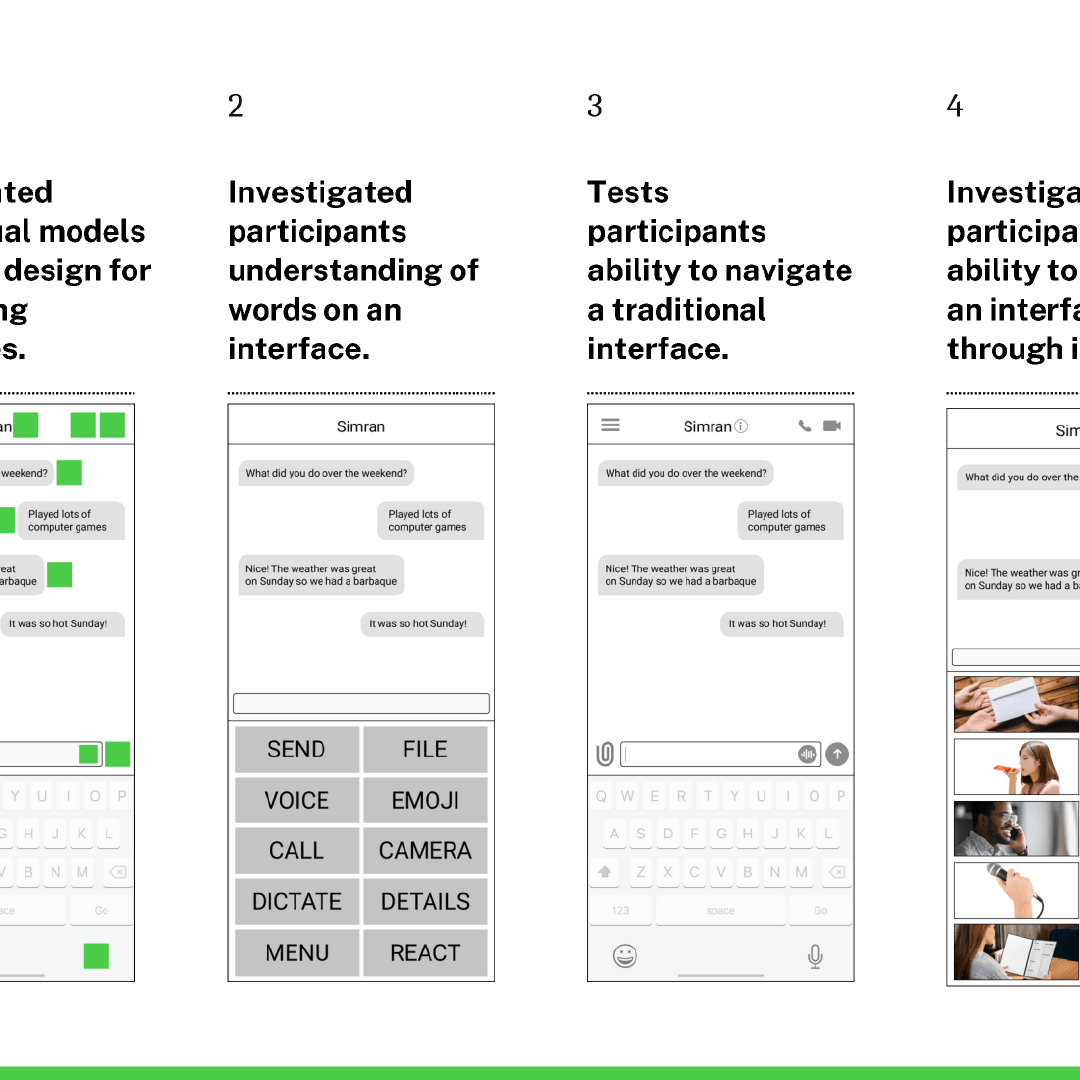 2
3
4
ated
ual models
design for
ng
s.
Investigated
participants
understanding of
words on an
interface.
Tests
participants
ability to navigate
a traditional
interface.
Investiga
participa
ability to
an interfa
through i
an
weekend?
Played lots of
computer games
eat
arbaque
It was so hot Sunday!
Y U I O P
G H J K L
V B N M
ace Go
Simran
What did you do over the weekend?
Played lots of
computer games
Nice! The weather was great
on Sunday so we had a barbaque
It was so hot Sunday!
SEND FILE
VOICE EMOJI
CALL CAMERA
DICTATE DETAILS
MENU REACT
Simran
What did you do over the weekend?
Played lots of
computer games
Nice! The weather was great
on Sunday so we had a barbaque
It was so hot Sunday!
Q W E R T Y U I O P
A S D F G H J K L
Z X C V B N M
123 space Go
Sim
What did you do over the
Nice! The weather was gr
on Sunday so we had a ba